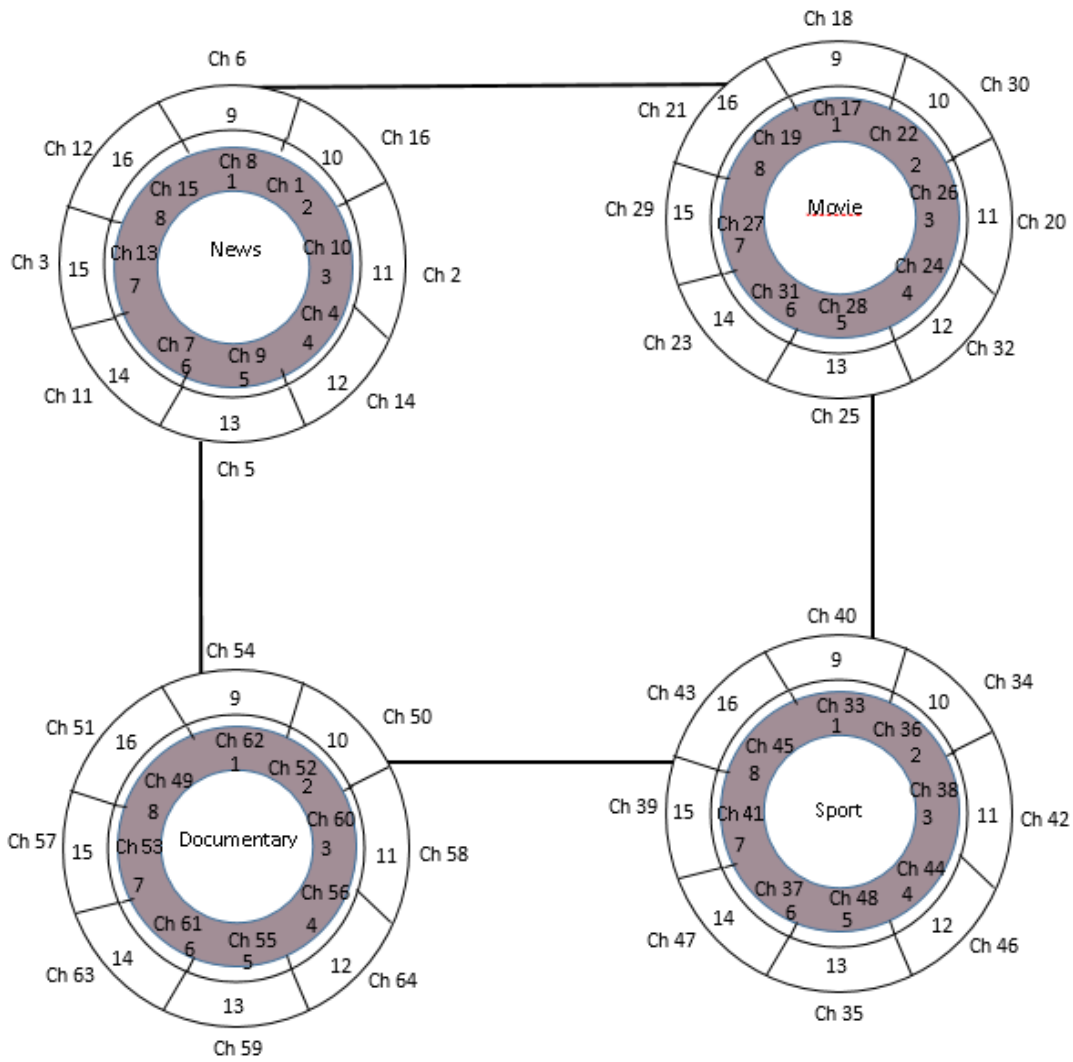 Ch 6
9
Ch 16
10
Ch 2
11
Ch 14
12
Ch 5
13
Ch 11
14
Ch 3
15
Ch 12
16
Ch 8
1
Ch 1
2
Ch 10
3
Ch 4
4
Ch 9
5
Ch 7
6
Ch 13
7
Ch 15
8
News
Ch 18
9
Ch 30
10
Ch 20
11
Ch 32
12
Ch 25
13
Ch 23
14
Ch 29
15
Ch 21
16
Ch 17
1
Ch 22
2
Ch 26
3
Ch 24
4
Ch 28
5
Ch 31
6
Ch 27
7
Ch 19
8
Movie
Ch 54
9
Ch 50
10
Ch 58
11
Ch 64
12
Ch 59
13
Ch 63
14
Ch 57
15
Ch 51
16
Ch 62
1
Ch 52
2
Ch 60
3
Ch 56
4
Ch 55
5
Ch 61
6
Ch 53
7
Ch 49
8
Documentary
Ch 40
9
Ch 34
10
Ch 42
11
Ch 46
12
Ch 35
13
Ch 47
14
Ch 39
15
Ch 43
16
Ch 33
1
Ch 36
2
Ch 38
3
Ch 44
4
Ch 48
5
Ch 37
6
Ch 41
7
Ch 45
8
Sport